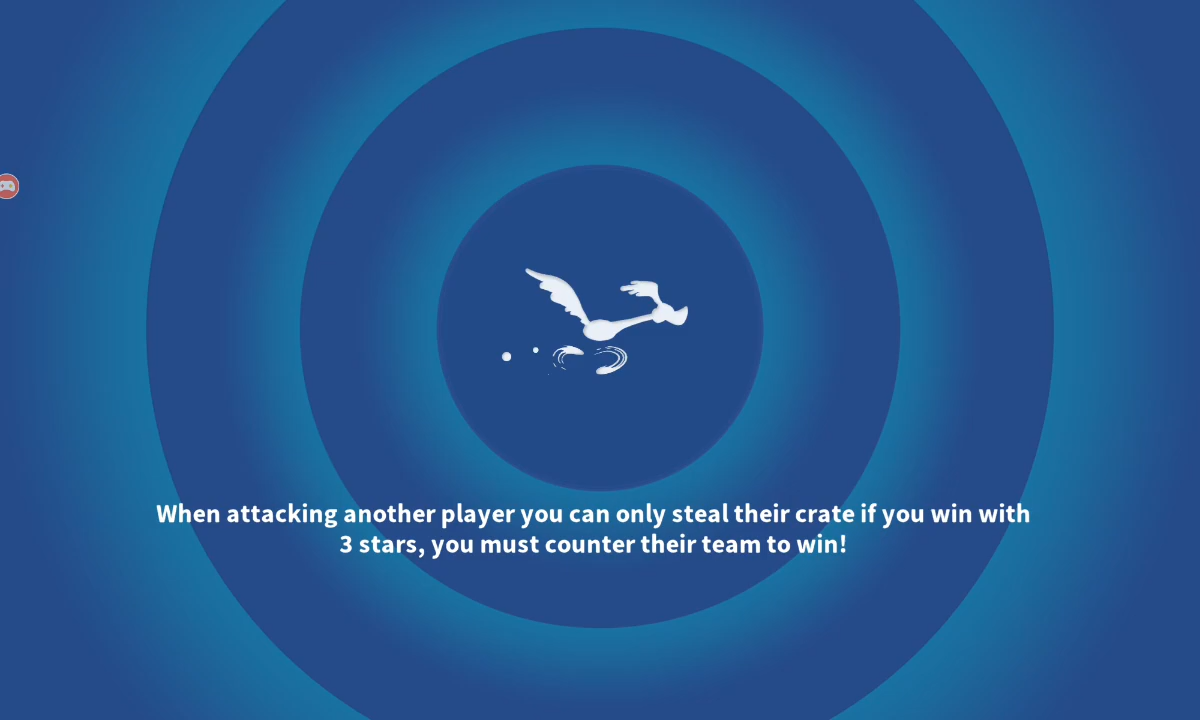 When attacking another player you can only steal their crate if you win with
3 stars, you must counter their team to win!